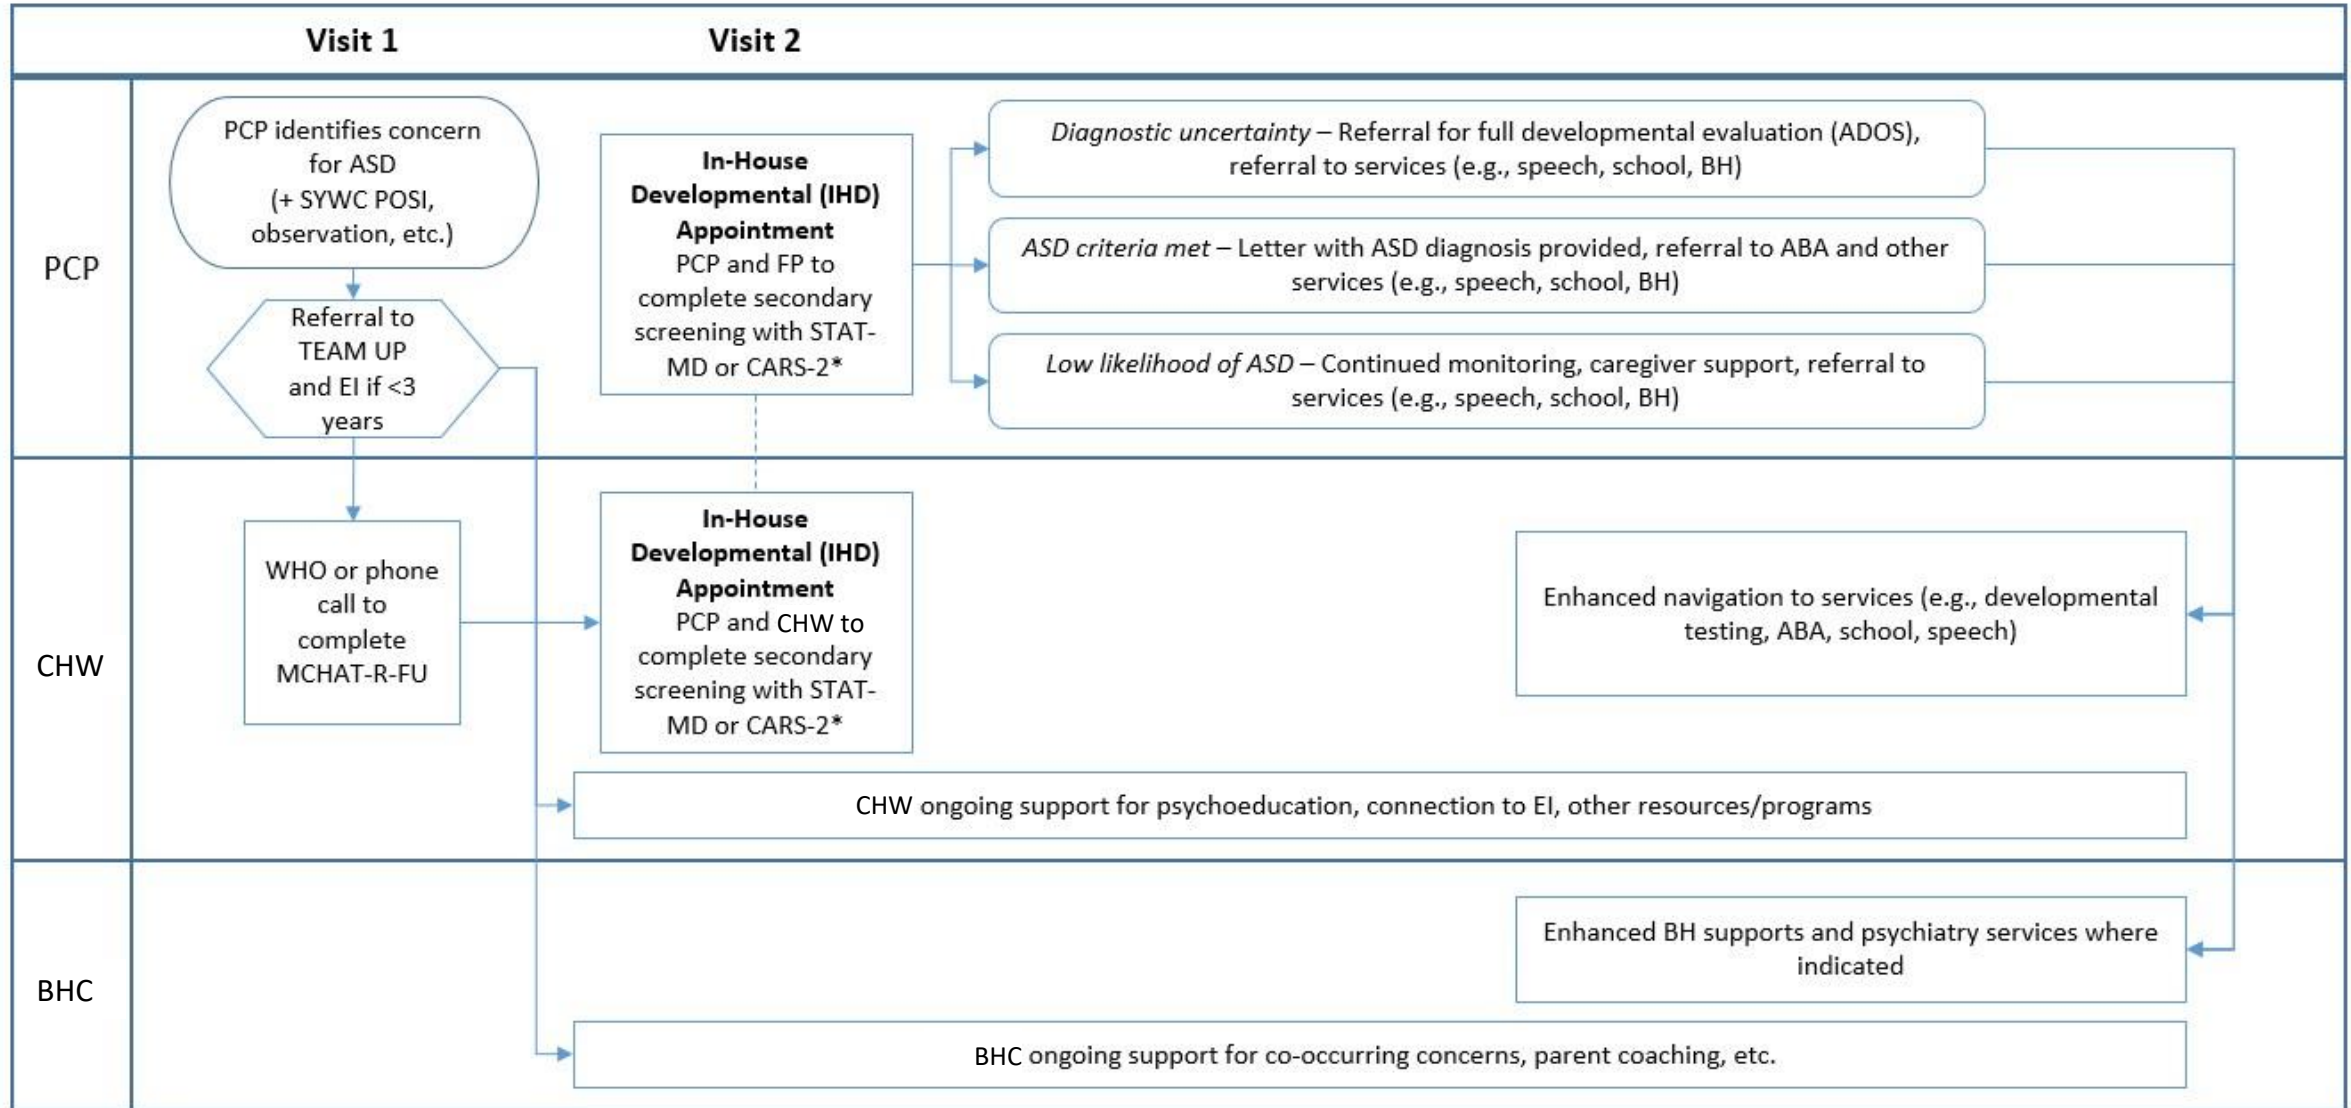 Visit 1
Visit 2
PCP
PCP identifies concern
for ASD
(+ SYWC POSI,
observation, etc.)
Referral to
TEAM UP
and EI if <3
years
In-House
Developmental (IHD)
Appointment
PCP and FP to
complete secondary
screening with STAT-
MD or CARS-2*
Diagnostic uncertainty – Referral for full developmental evaluation (ADOS),
referral to services (e.g., speech, school, BH)
ASD criteria met – Letter with ASD diagnosis provided, referral to ABA and other
services (e.g., speech, school, BH)
Low likelihood of ASD – Continued monitoring, caregiver support, referral to
services (e.g., speech, school, BH)
CHW
WHO or phone
call to
complete
MCHAT-R-FU
In-House
Developmental (IHD)
Appointment
PCP and CHW to
complete secondary
screening with STAT-
MD or CARS-2*
Enhanced navigation to services (e.g., developmental
testing, ABA, school, speech)
CHW ongoing support for psychoeducation, connection to EI, other resources/programs
BHC
Enhanced BH supports and psychiatry services where
indicated
BHC ongoing support for co-occurring concerns, parent coaching, etc.